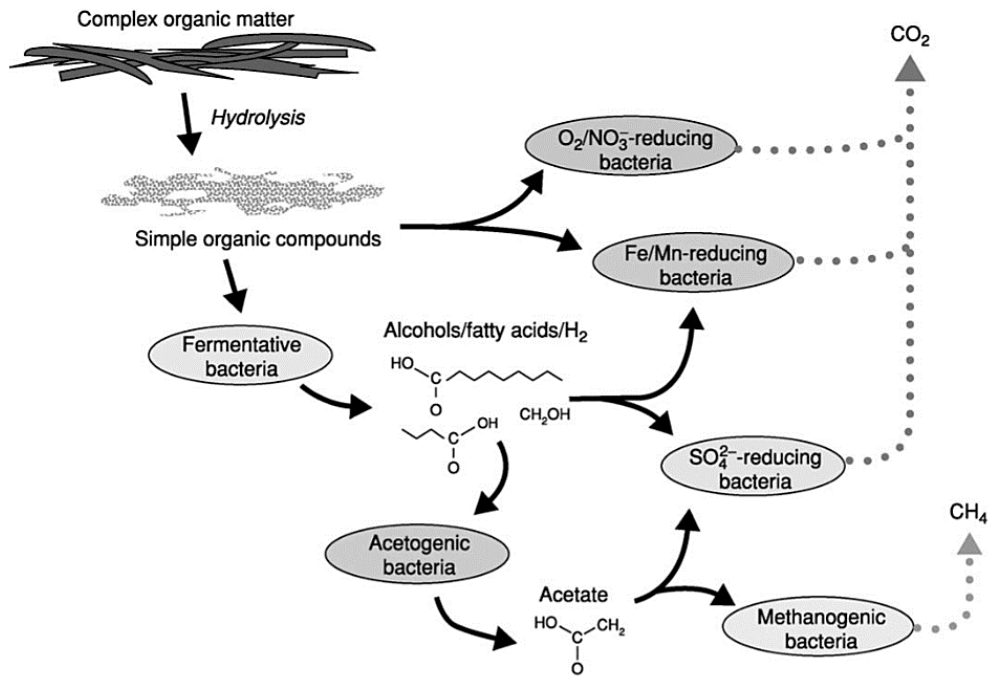 Complex organic matter
Hydrolysis
Simple organic compounds
CO₂
O₂/NO₃⁻-reducing
bacteria
Fe/Mn-reducing
bacteria
Fermentative
bacteria
Alcohols/fatty acids/H₂
HO
C
O
CH₂OH
OH
C
O
SO₄²⁻-reducing
bacteria
Acetogenic
bacteria
Acetate
HO
C
CH₂
O
CH₄
Methanogenic
bacteria